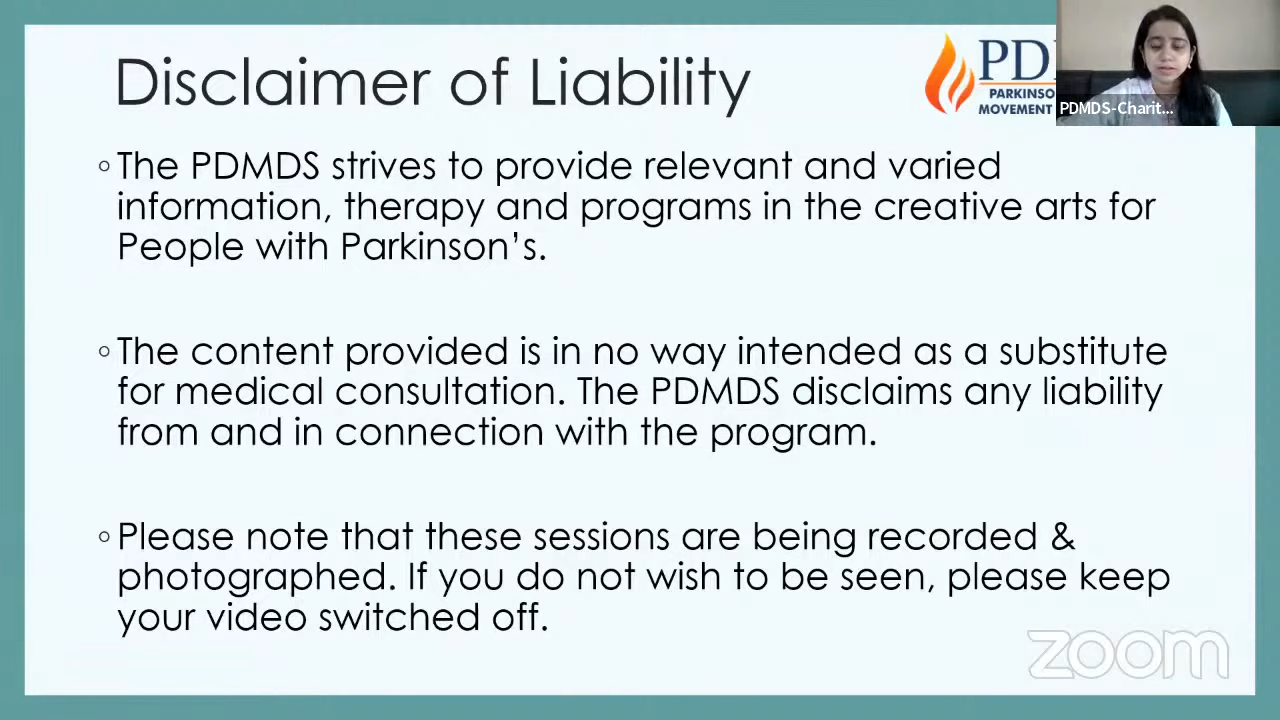 Disclaimer of Liability
PD
PARKINSO
MOVEMENT
PDMDS-Charit...
◦The PDMDS strives to provide relevant and varied
information, therapy and programs in the creative arts for
People with Parkinson’s.
◦The content provided is in no way intended as a substitute
for medical consultation. The PDMDS disclaims any liability
from and in connection with the program.
◦Please note that these sessions are being recorded &
photographed. If you do not wish to be seen, please keep
your video switched off.
zoom